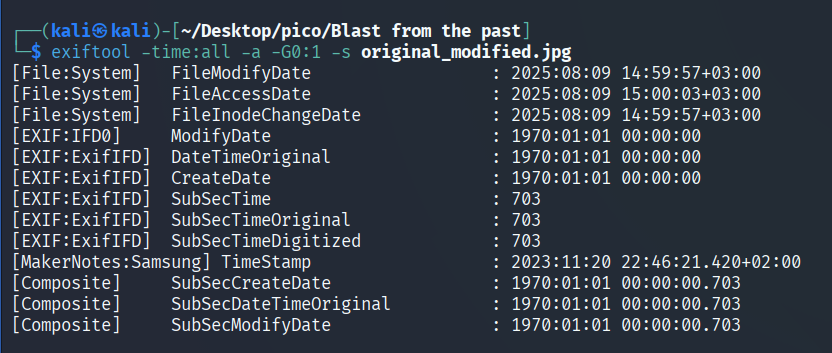 ┌──(kali㉿kali)-[~/Desktop/pico/Blast from the past]
└─$ exiftool -time:all -a -G0:1 -s original_modified.jpg
[File:System]   FileModifyDate                  : 2025:08:09 14:59:57+03:00
[File:System]   FileAccessDate                  : 2025:08:09 15:00:03+03:00
[File:System]   FileInodeChangeDate             : 2025:08:09 14:59:57+03:00
[EXIF:IFD0]     ModifyDate                      : 1970:01:01 00:00:00
[EXIF:ExifIFD]  DateTimeOriginal                : 1970:01:01 00:00:00
[EXIF:ExifIFD]  CreateDate                      : 1970:01:01 00:00:00
[EXIF:ExifIFD]  SubSecTime                      : 703
[EXIF:ExifIFD]  SubSecTimeOriginal              : 703
[EXIF:ExifIFD]  SubSecTimeDigitized             : 703
[MakerNotes:Samsung] TimeStamp                  : 2023:11:20 22:46:21.420+02:00
[Composite]     SubSecCreateDate                : 1970:01:01 00:00:00.703
[Composite]     SubSecDateTimeOriginal          : 1970:01:01 00:00:00.703
[Composite]     SubSecModifyDate                : 1970:01:01 00:00:00.703